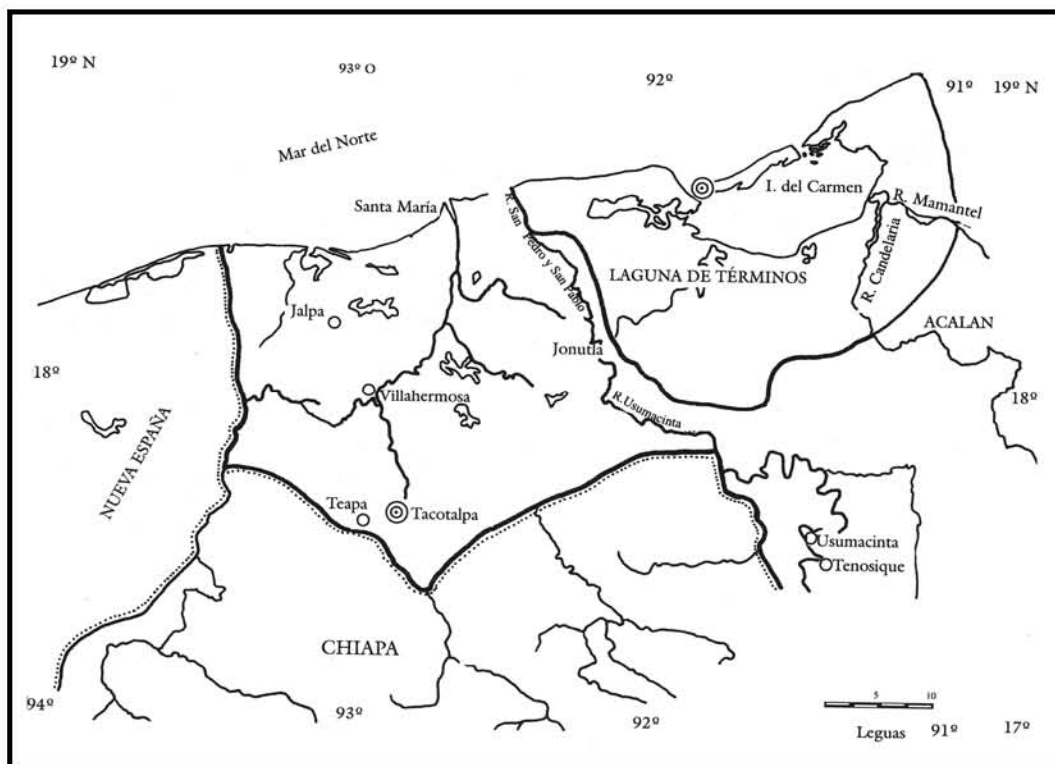 19º N
93º O
92º
91º
19º N
Mar del Norte
Santa María
I. del Carmen
R. Mamantel
R. San Pedro y San Pablo
LAGUNA DE TÉRMINOS
R. Candelaria
Jalpa
Jonutla
ACALAN
18º
Villahermosa
18º
R. Usumacinta
NUEVA ESPAÑA
Teapa
Tacotalpa
Usumacinta
Tenosique
CHIAPA
94º
93º
92º
5
10
Leguas
91º
17º